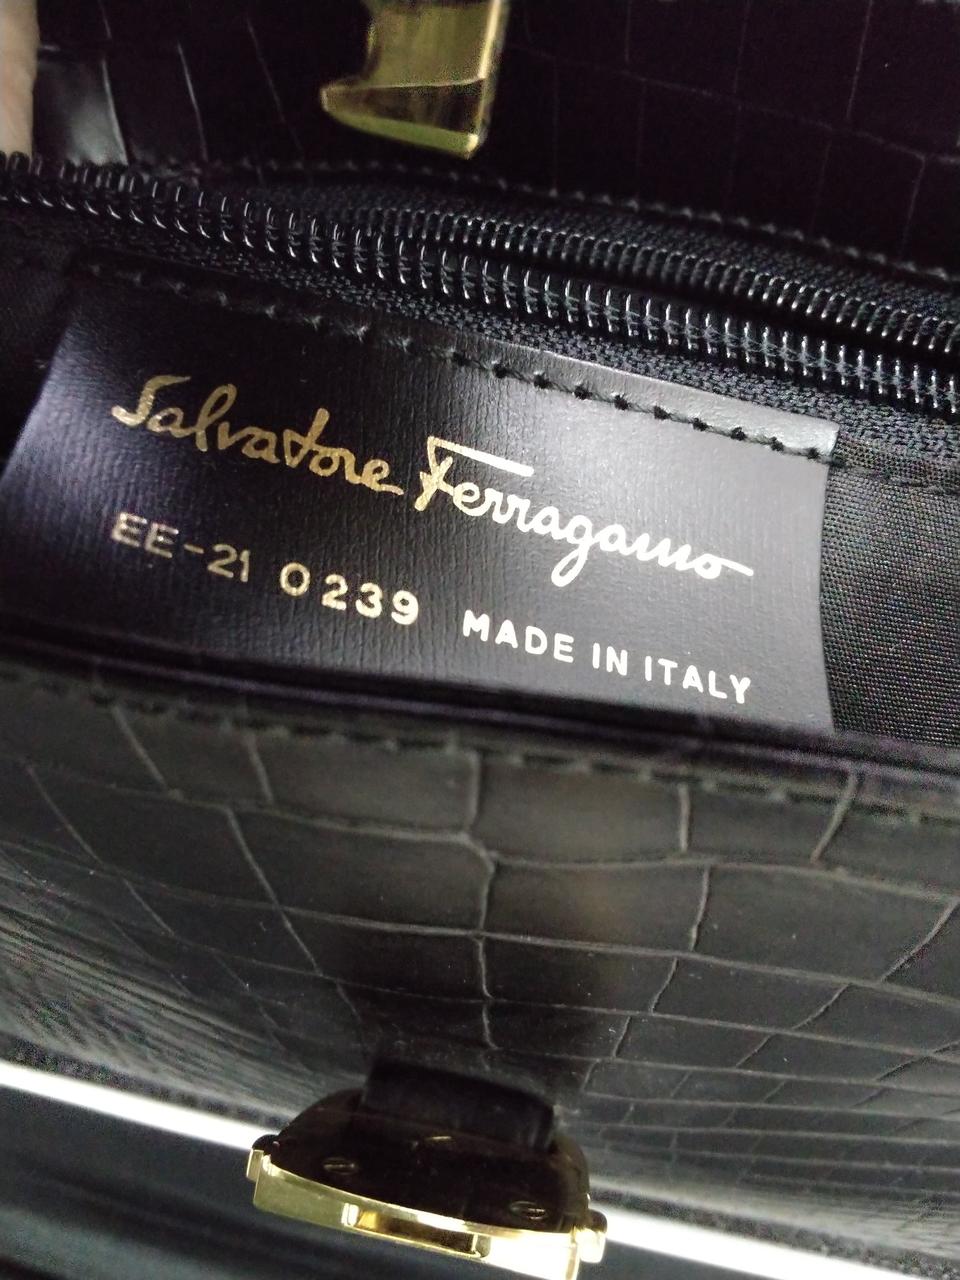 Salvatore Ferragamo
EE-21 0239 MADE IN ITALY